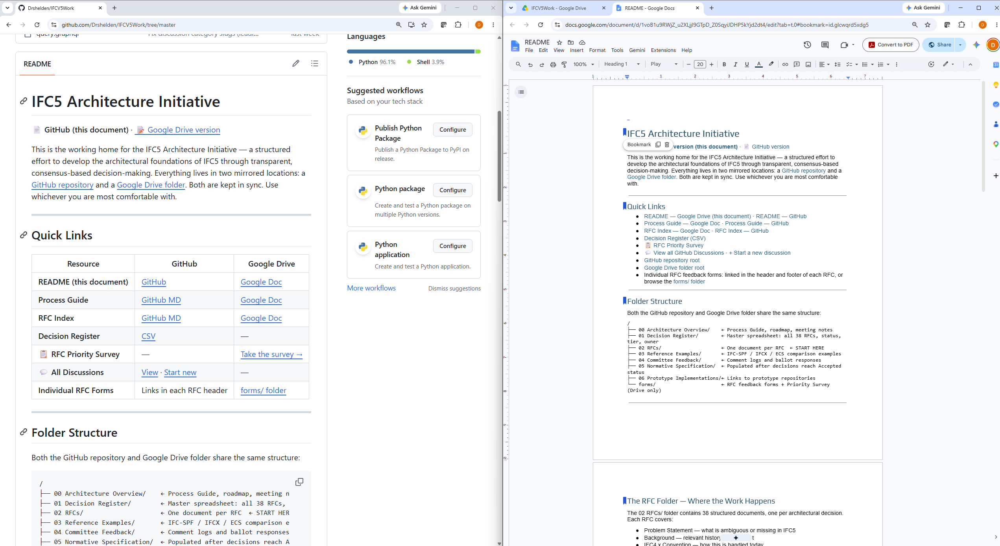 Drshelden/IFCV5Work
Ask Gemini
github.com/Drshelden/IFCV5Work/tree/master
D
last week
README
IFC5 Architecture Initiative
📄 GitHub (this document) · 📝 Google Drive version
This is the working home for the IFC5 Architecture Initiative — a structured
effort to develop the architectural foundations of IFC5 through transparent,
consensus-based decision-making. Everything lives in two mirrored locations: a
GitHub repository and a Google Drive folder. Both are kept in sync. Use
whichever you are most comfortable with.
Quick Links
Resource GitHub Google Drive
README (this document) GitHub Google Doc
Process Guide GitHub MD Google Doc
RFC Index GitHub MD Google Doc
Decision Register CSV —
📋 RFC Priority Survey — Take the survey →
💬 All Discussions View · Start new —
Individual RFC Forms Links in each RFC header forms/ folder
Folder Structure
Both the GitHub repository and Google Drive folder share the same structure:
/
├── 00 Architecture Overview/ ← Process Guide, roadmap, meeting n
├── 01 Decision Register/ ← Master spreadsheet: all 38 RFCs,
├── 02 RFCs/ ← One document per RFC ← START HER
├── 03 Reference Examples/ ← IFC-SPF / IFCX / ECS comparison e
├── 04 Committee Feedback/ ← Comment logs and ballot responses
├── 05 Normative Specification/ ← Populated after decisions reach A
Languages
Python 96.1% Shell 3.9%
Suggested workflows
Based on your tech stack
Publish Python
Package
Configure
Publish a Python Package to PyPI on
release.
Python package
Configure
Create and test a Python package on
multiple Python versions.
Python
application
Configure
Create and test a Python application.
More workflows Dismiss suggestions
IFCV5Work - Google Drive
README - Google Docs
Ask Gemini
docs.google.com/document/d/1voB1u9RWjZ_u2XLjjI9GTpD_Z0SqyiJDHP5kYjd2dt4/edit?tab=t.0#bookmark=id.glcwqrd5xdg5
D
README
File Edit View Insert Format Tools Gemini Extensions Help
Convert to PDF
Share
D
100% Heading 1 Play 20 B I U A
31
1 1 2 3 4 5 6 7
1
1
2
3
4
5
6
7
8
9
10
IFC5 Architecture Initiative
Bookmark
version (this document) · 📄 GitHub version
This is the working home for the IFC5 Architecture Initiative — a structured effort to
develop the architectural foundations of IFC5 through transparent, consensus-based
decision-making. Everything lives in two mirrored locations: a GitHub repository and a
Google Drive folder. Both are kept in sync. Use whichever you are most comfortable
with.
Quick Links
● README — Google Drive (this document) · README — GitHub
● Process Guide — Google Doc · Process Guide — GitHub
● RFC Index — Google Doc · RFC Index — GitHub
● Decision Register (CSV)
● 📋 RFC Priority Survey
● 💬 View all GitHub Discussions · + Start a new discussion
● GitHub repository root
● Google Drive folder root
● Individual RFC feedback forms: linked in the header and footer of each RFC, or
browse the forms/ folder
Folder Structure
Both the GitHub repository and Google Drive folder share the same structure:
/
├── 00 Architecture Overview/ ← Process Guide, roadmap, meeting notes
├── 01 Decision Register/ ← Master spreadsheet: all 38 RFCs, status,
tier, owner
├── 02 RFCs/ ← One document per RFC ← START HERE
├── 03 Reference Examples/ ← IFC-SPF / IFCX / ECS comparison examples
├── 04 Committee Feedback/ ← Comment logs and ballot responses
├── 05 Normative Specification/ ← Populated after decisions reach Accepted
status
├── 06 Prototype Implementations/← Links to prototype repositories
└── forms/ ← RFC feedback forms + Priority Survey
(Drive only)
The RFC Folder — Where the Work Happens
The 02 RFCs/ folder contains 38 structured documents, one per architectural decision.
Each RFC covers:
● Problem Statement — what is ambiguous or missing in IFC5
● Background — relevant history t
● IFC4.x Convention — how this is handled today